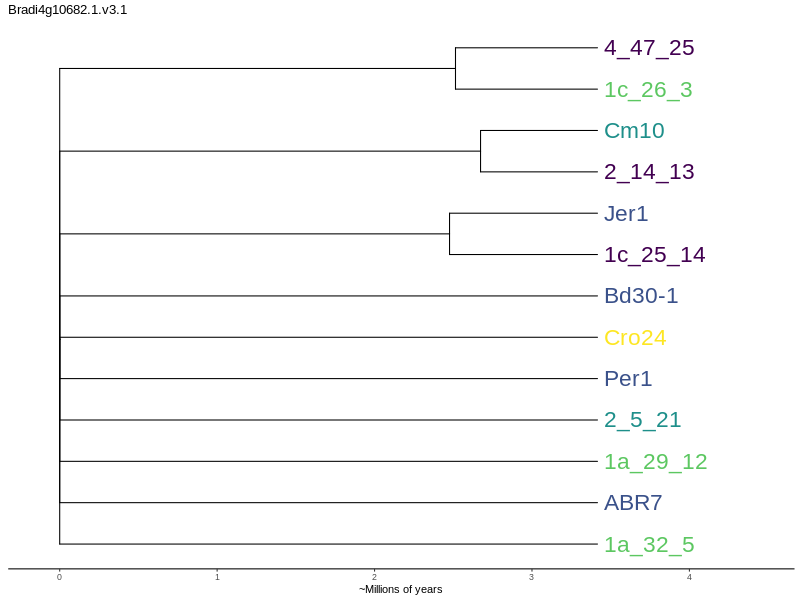 Bradi4g10682.1.v3.1
4_47_25
1c_26_3
Cm10
2_14_13
Jer1
1c_25_14
Bd30-1
Cro24
Per1
2_5_21
1a_29_12
ABR7
1a_32_5
0 1 2 3 4
~Millions of years